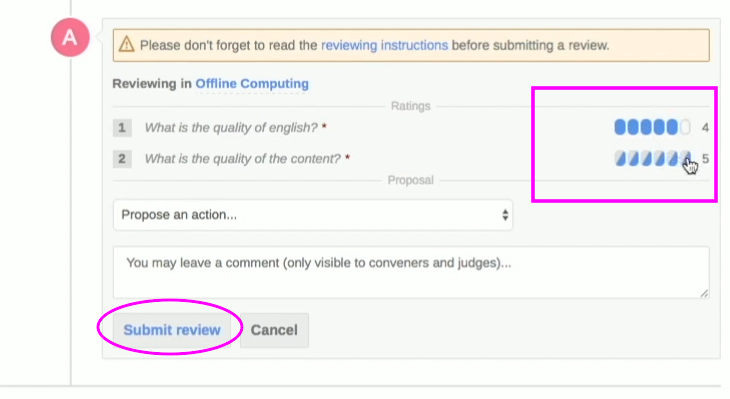 A
Please don't forget to read the reviewing instructions before submitting a review.
Reviewing in Offline Computing
Ratings
1 What is the quality of english? * 4
2 What is the quality of the content? * 5
Proposal
Propose an action...
You may leave a comment (only visible to conveners and judges)...
Submit review Cancel